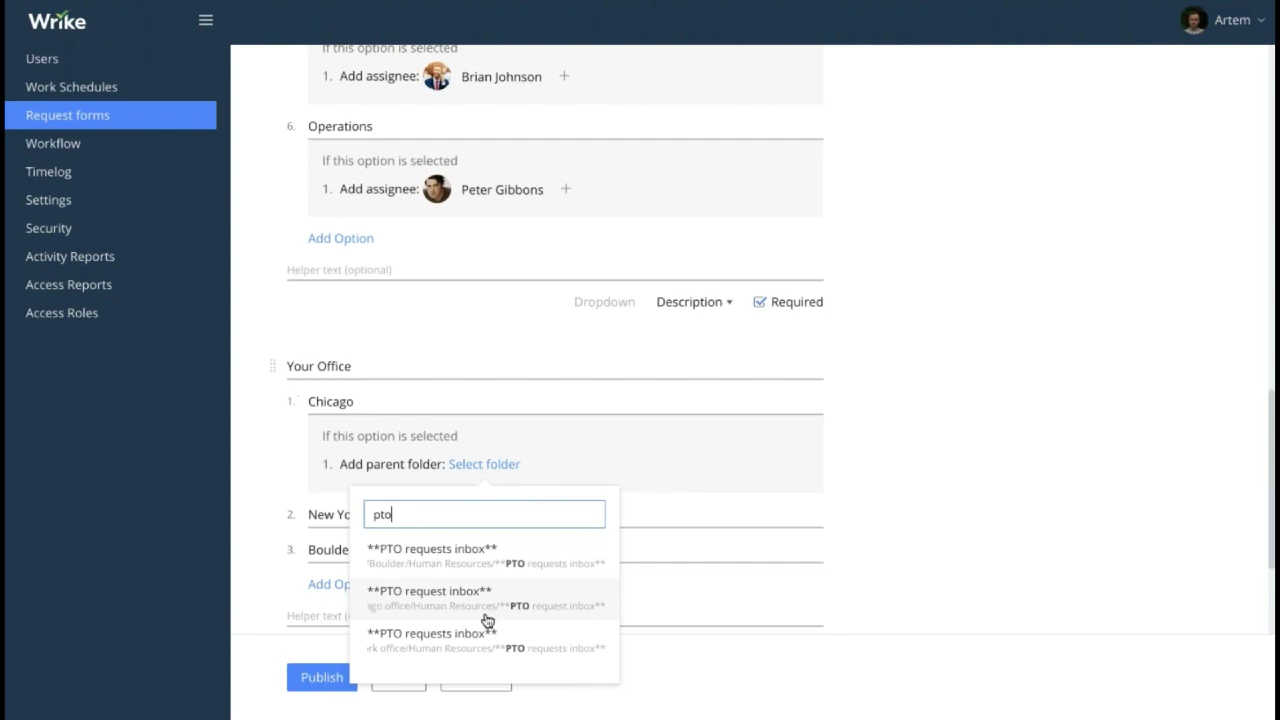 Wrike
Artem
Users
Work Schedules
Request forms
Workflow
Timelog
Settings
Security
Activity Reports
Access Reports
Access Roles
If this option is selected
1. Add assignee: Brian Johnson +
6. Operations
If this option is selected
1. Add assignee: Peter Gibbons +
Add Option
Helper text (optional)
Dropdown Description Required
Your Office
1. Chicago
If this option is selected
1. Add parent folder: Select folder
pto
2. New Yo
**PTO requests inbox**
3. Boulde
/Boulder/Human Resources/**PTO requests inbox**
Add Op
**PTO request inbox**
ago office/Human Resources/**PTO request inbox**
Helper text (
**PTO requests inbox**
rk office/Human Resources/**PTO requests inbox**
Publish